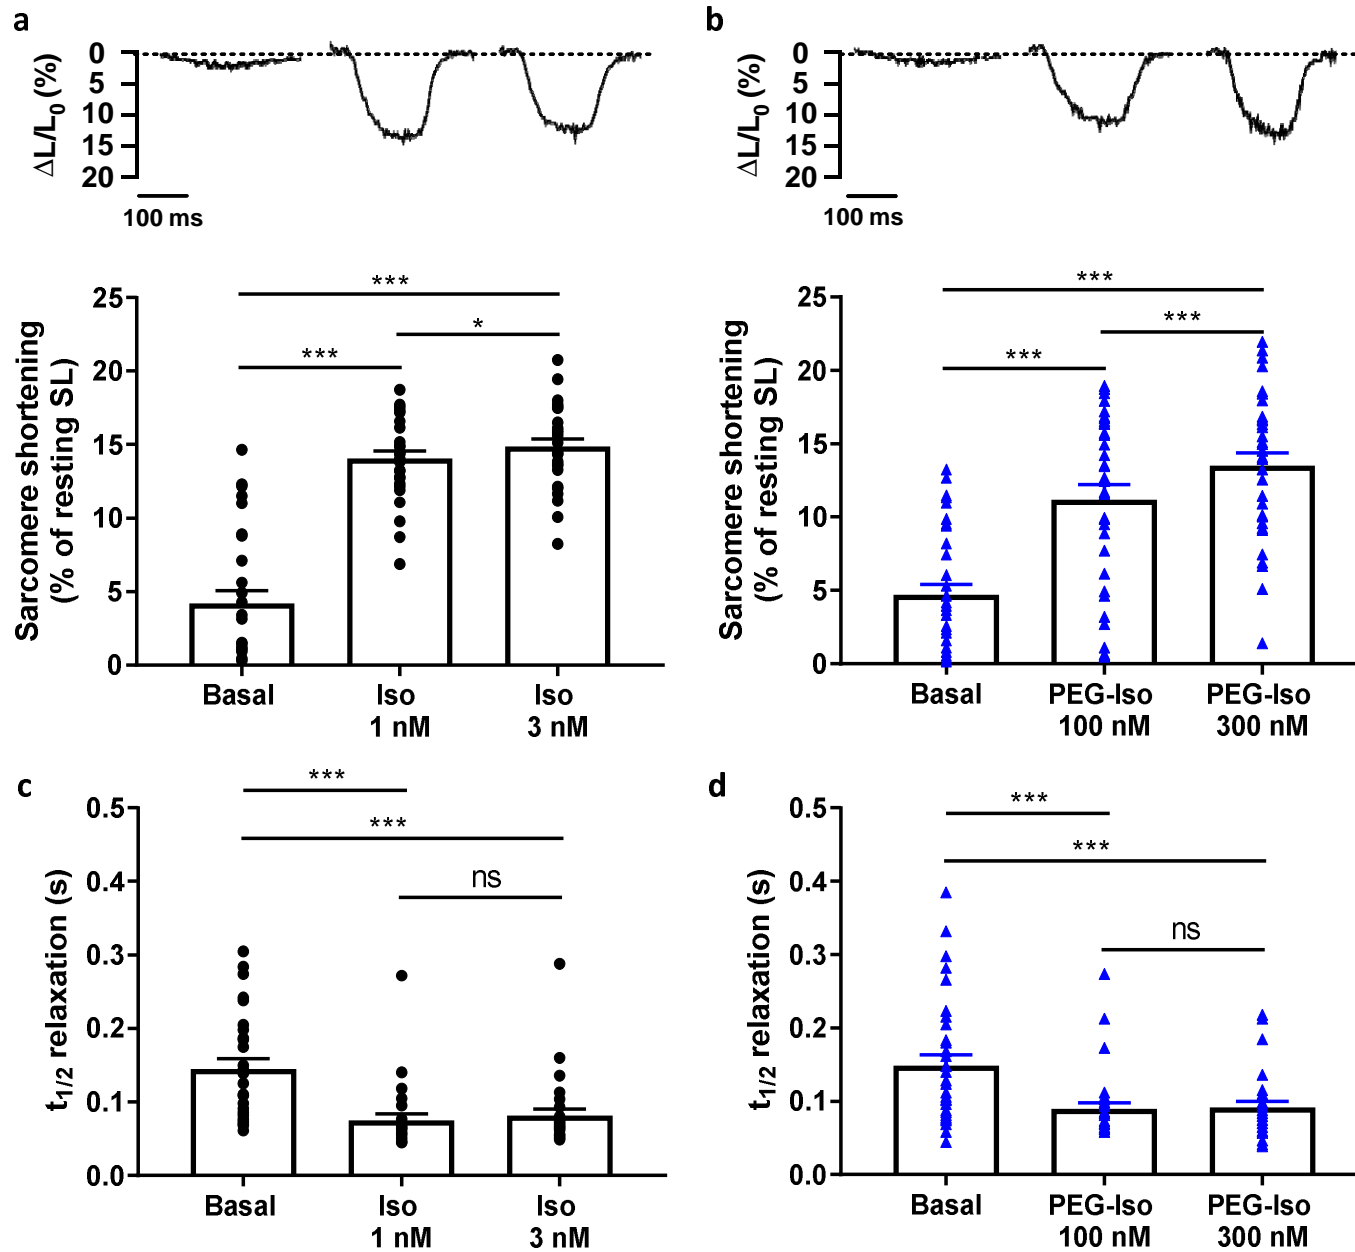 a
ΔL/L0 (%)
0
5
10
15
20
100 ms
b
ΔL/L0 (%)
0
5
10
15
20
100 ms
Sarcomere shortening
(% of resting SL)
25
20
15
10
5
0
***
*
***
Basal
Iso
1 nM
Iso
3 nM
Sarcomere shortening
(% of resting SL)
25
20
15
10
5
0
***
***
***
Basal
PEG-Iso
100 nM
PEG-Iso
300 nM
c
t1/2 relaxation (s)
0.5
0.4
0.3
0.2
0.1
0.0
***
***
ns
Basal
Iso
1 nM
Iso
3 nM
d
t1/2 relaxation (s)
0.5
0.4
0.3
0.2
0.1
0.0
***
***
ns
Basal
PEG-Iso
100 nM
PEG-Iso
300 nM